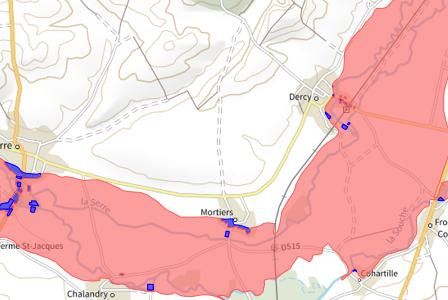 Dercy
rre
la Serre
Mortiers
la Souche
Fro
Co
erme St-Jacques
D515
Cohartille
Chalandry